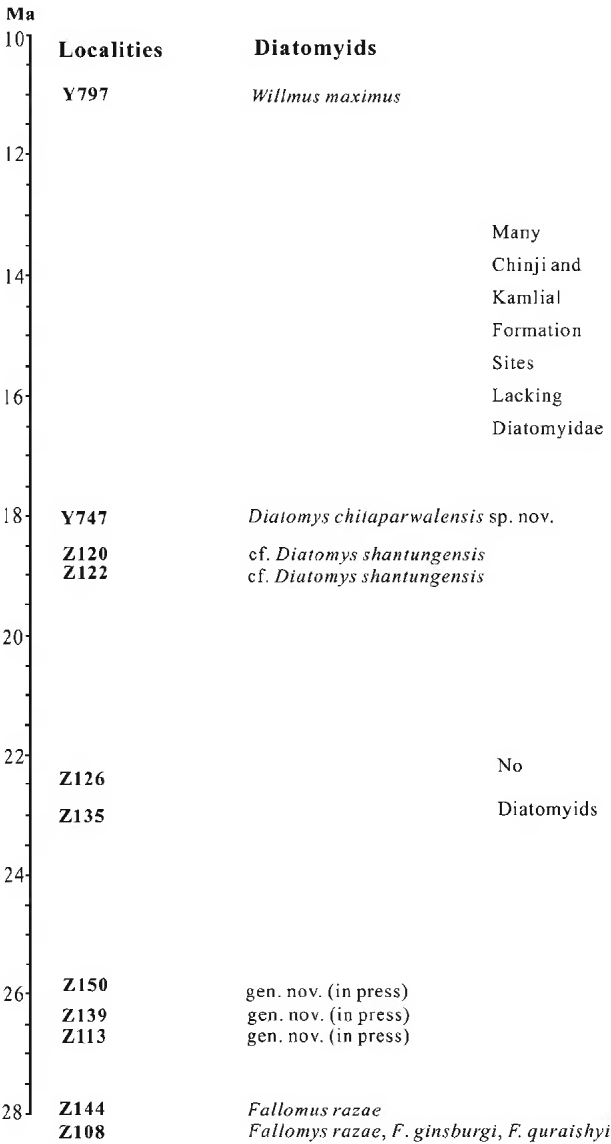 Ma
10
Localities Diatomyids
Y797 Willmus maximus
12
Many
Chinji and
14
Kamlial
Formation
Sites
16 Lacking
Diatomyidae
18 Y747 Diatomys chitaparwalensis sp. nov.
Z120 cf. Diatomys shantungensis
Z122 cf. Diatomys shantungensis
20
22 No
Z126
Z135 Diatomyids
24
Z150 gen. nov. (in press)
26
Z139 gen. nov. (in press)
Z113 gen. nov. (in press)
28 Z144 Fallomus razae
Z108 Fallomys razae, F. ginsburgi, F. quraishyi